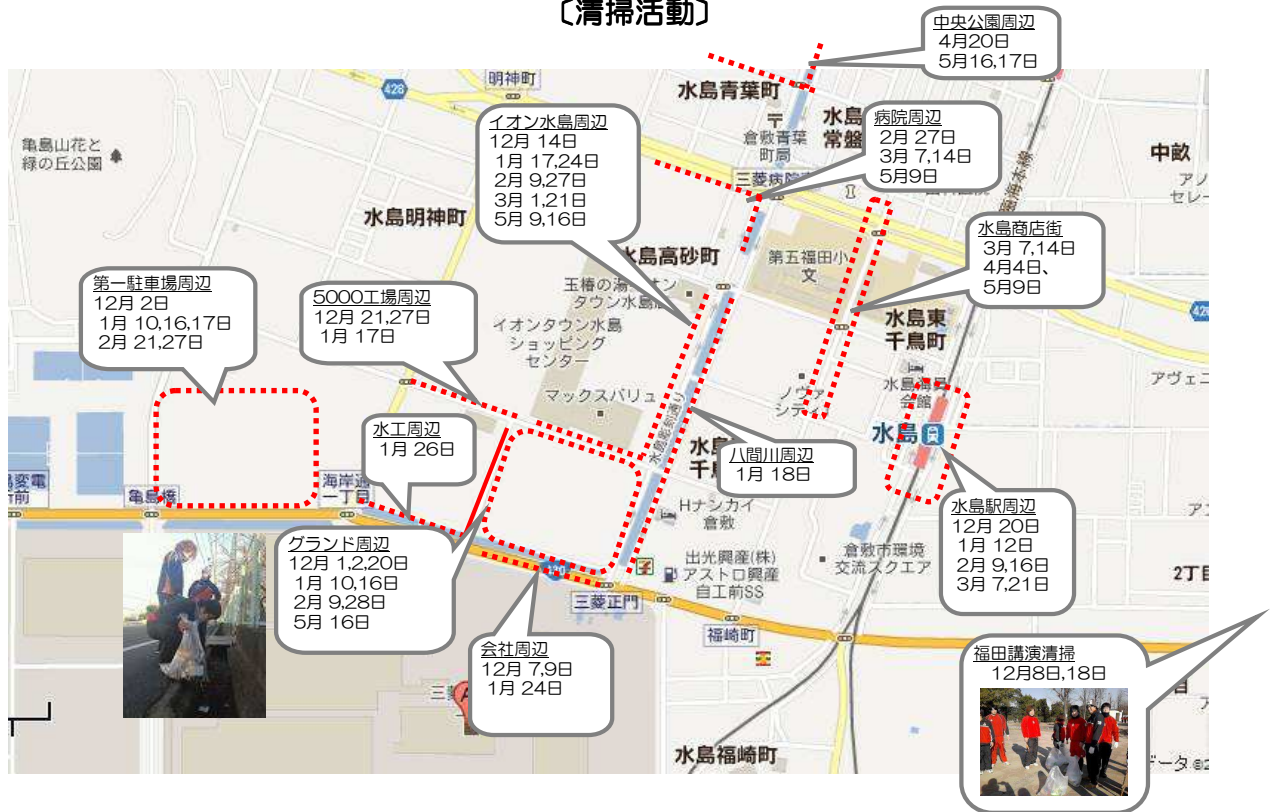 〔清掃活動〕
中央公園周辺
4月20日
5月16,17日
明神町
428
水島青葉町
イオン水島周辺
12月 14日
1月 17,24日
2月 9,27日
3月 1,21日
5月 9,16日
〒
倉敷青葉
町局
水島
常盤
病院周辺
2月 27日
3月 7,14日
5月9日
亀島山花と
緑の丘公園
中畝
三菱病院
水島明神町
水島商店街
3月 7,14日
4月4日、
5月9日
水島高砂町
第五福田小
文
第一駐車場周辺
12月 2日
1月 10,16,17日
2月 21,27日
5000工場周辺
12月 21,27日
1月 17日
玉椿の湯
タウン水島
イオンタウン水島
ショッピング
センター
水島東
千鳥町
水島
会館
マックスバリュ
ノヴァ
シティ
水島
水工周辺
1月 26日
八間川周辺
1月 18日
亀島橋
海岸通
一丁目
Hナシカイ
倉敷
水島駅周辺
12月 20日
1月 12日
2月 9,16日
3月 7,21日
グランド周辺
12月 1,2,20日
1月 10,16日
2月 9,28日
5月 16日
出光興産(株)
アストロ興産
自工前SS
倉敷市環境
交流スクエア
三菱正門
福崎町
会社周辺
12月 7,9日
1月 24日
福田講演清掃
12月8日,18日
水島福崎町